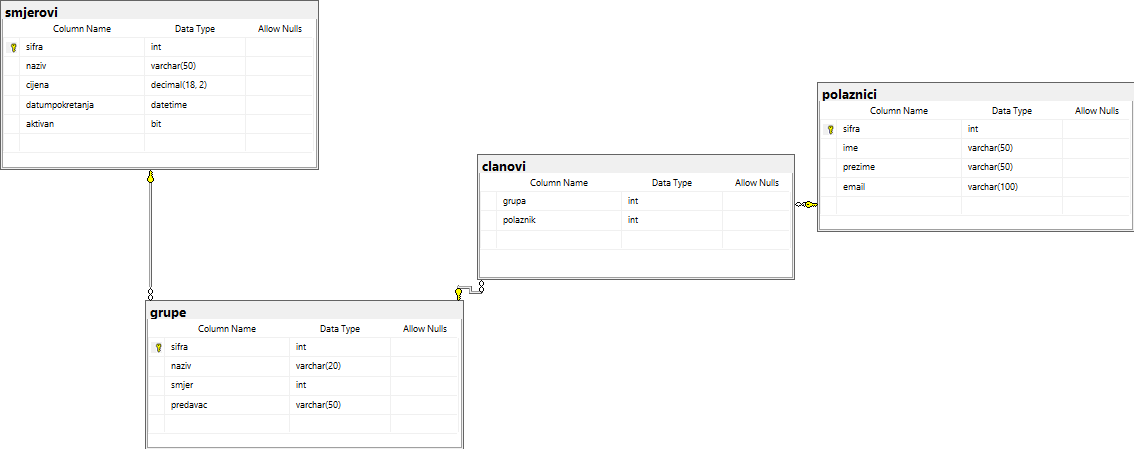 smjerovi
Column Name Data Type Allow Nulls
sifra int
naziv varchar(50)
cijena decimal(18, 2)
datumpokretanja datetime
aktivan bit
polaznici
Column Name Data Type Allow Nulls
sifra int
ime varchar(50)
prezime varchar(50)
email varchar(100)
clanovi
Column Name Data Type Allow Nulls
grupa int
polaznik int
grupe
Column Name Data Type Allow Nulls
sifra int
naziv varchar(20)
smjer int
predavac varchar(50)